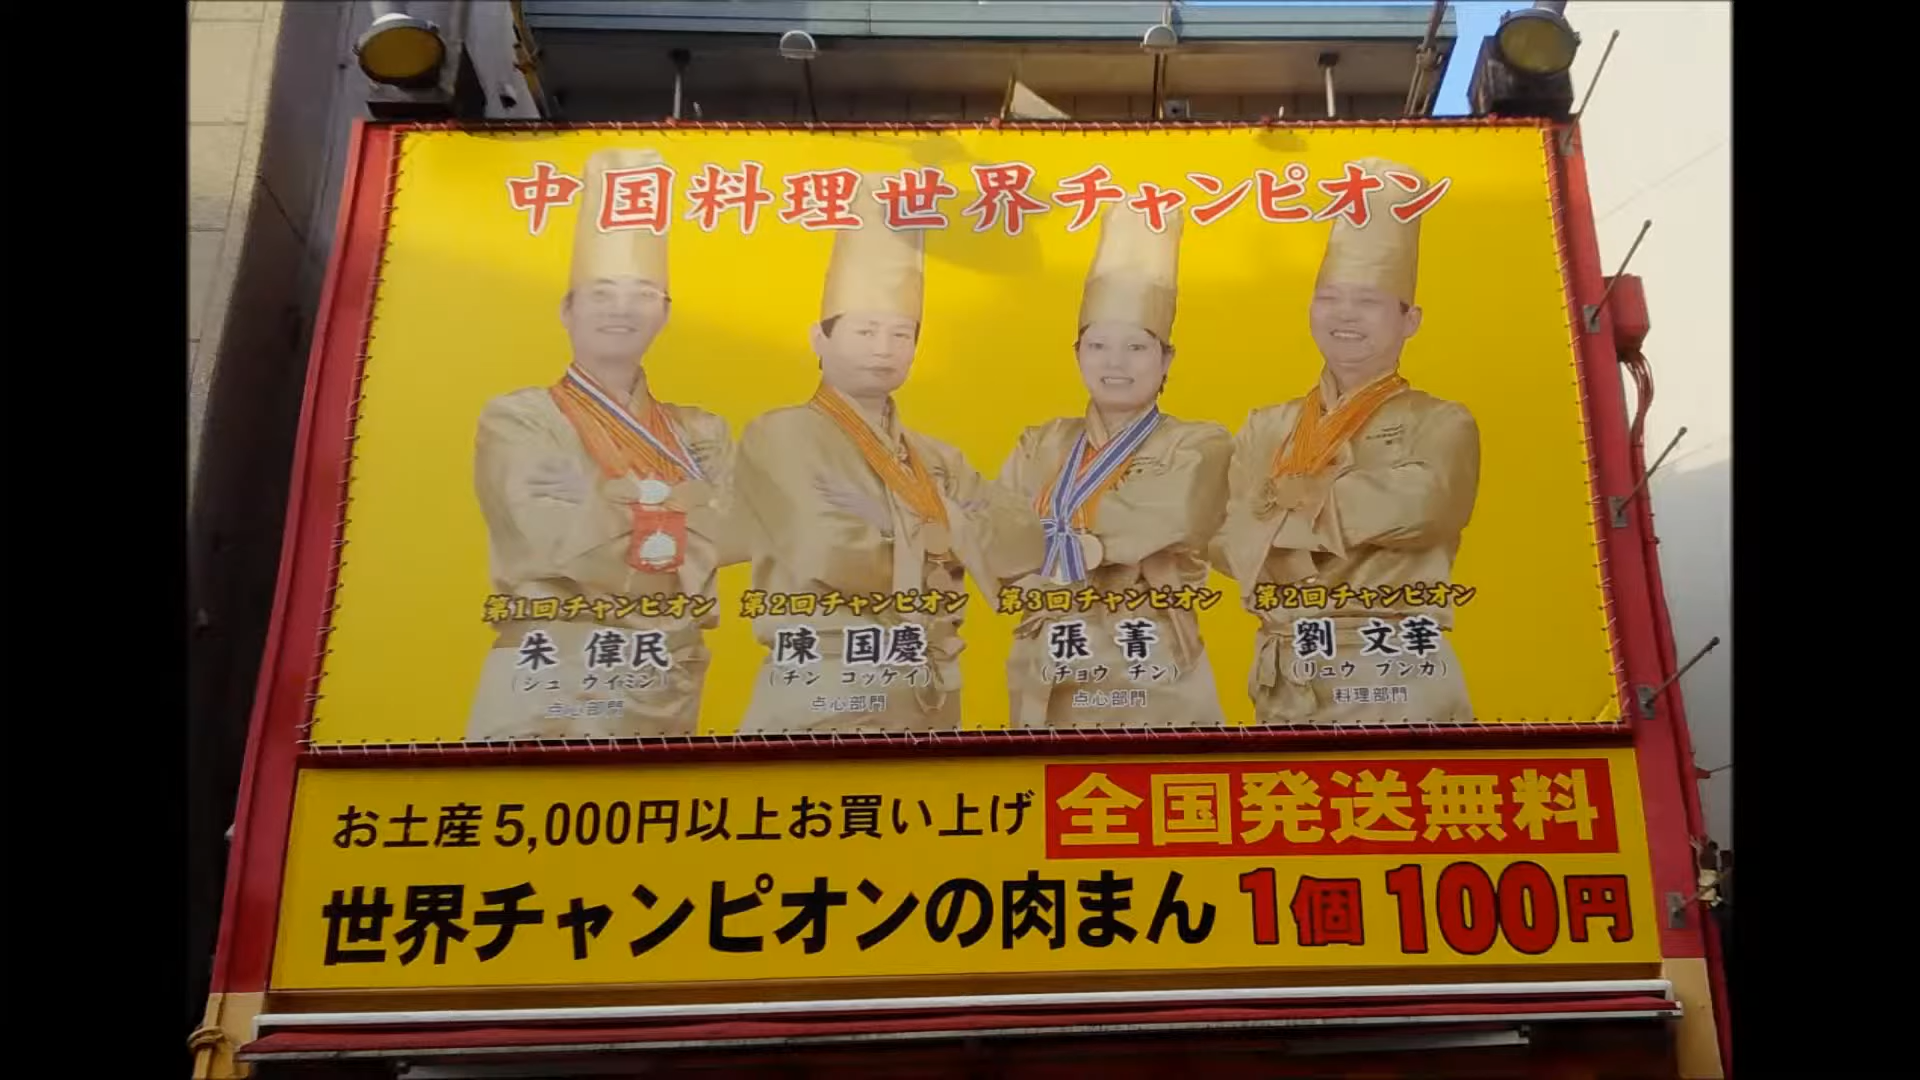 中国料理世界チャンピオン
第1回チャンピオン
朱 偉民
(シュ ウイミン)
点心部門
第2回チャンピオン
陳 国慶
(チン コッケイ)
点心部門
第3回チャンピオン
張 菁
(チョウ チン)
点心部門
第2回チャンピオン
劉 文華
(リュウ ブンカ)
料理部門
お土産5,000円以上お買い上げ 全国発送無料
世界チャンピオンの肉まん 1個 100円